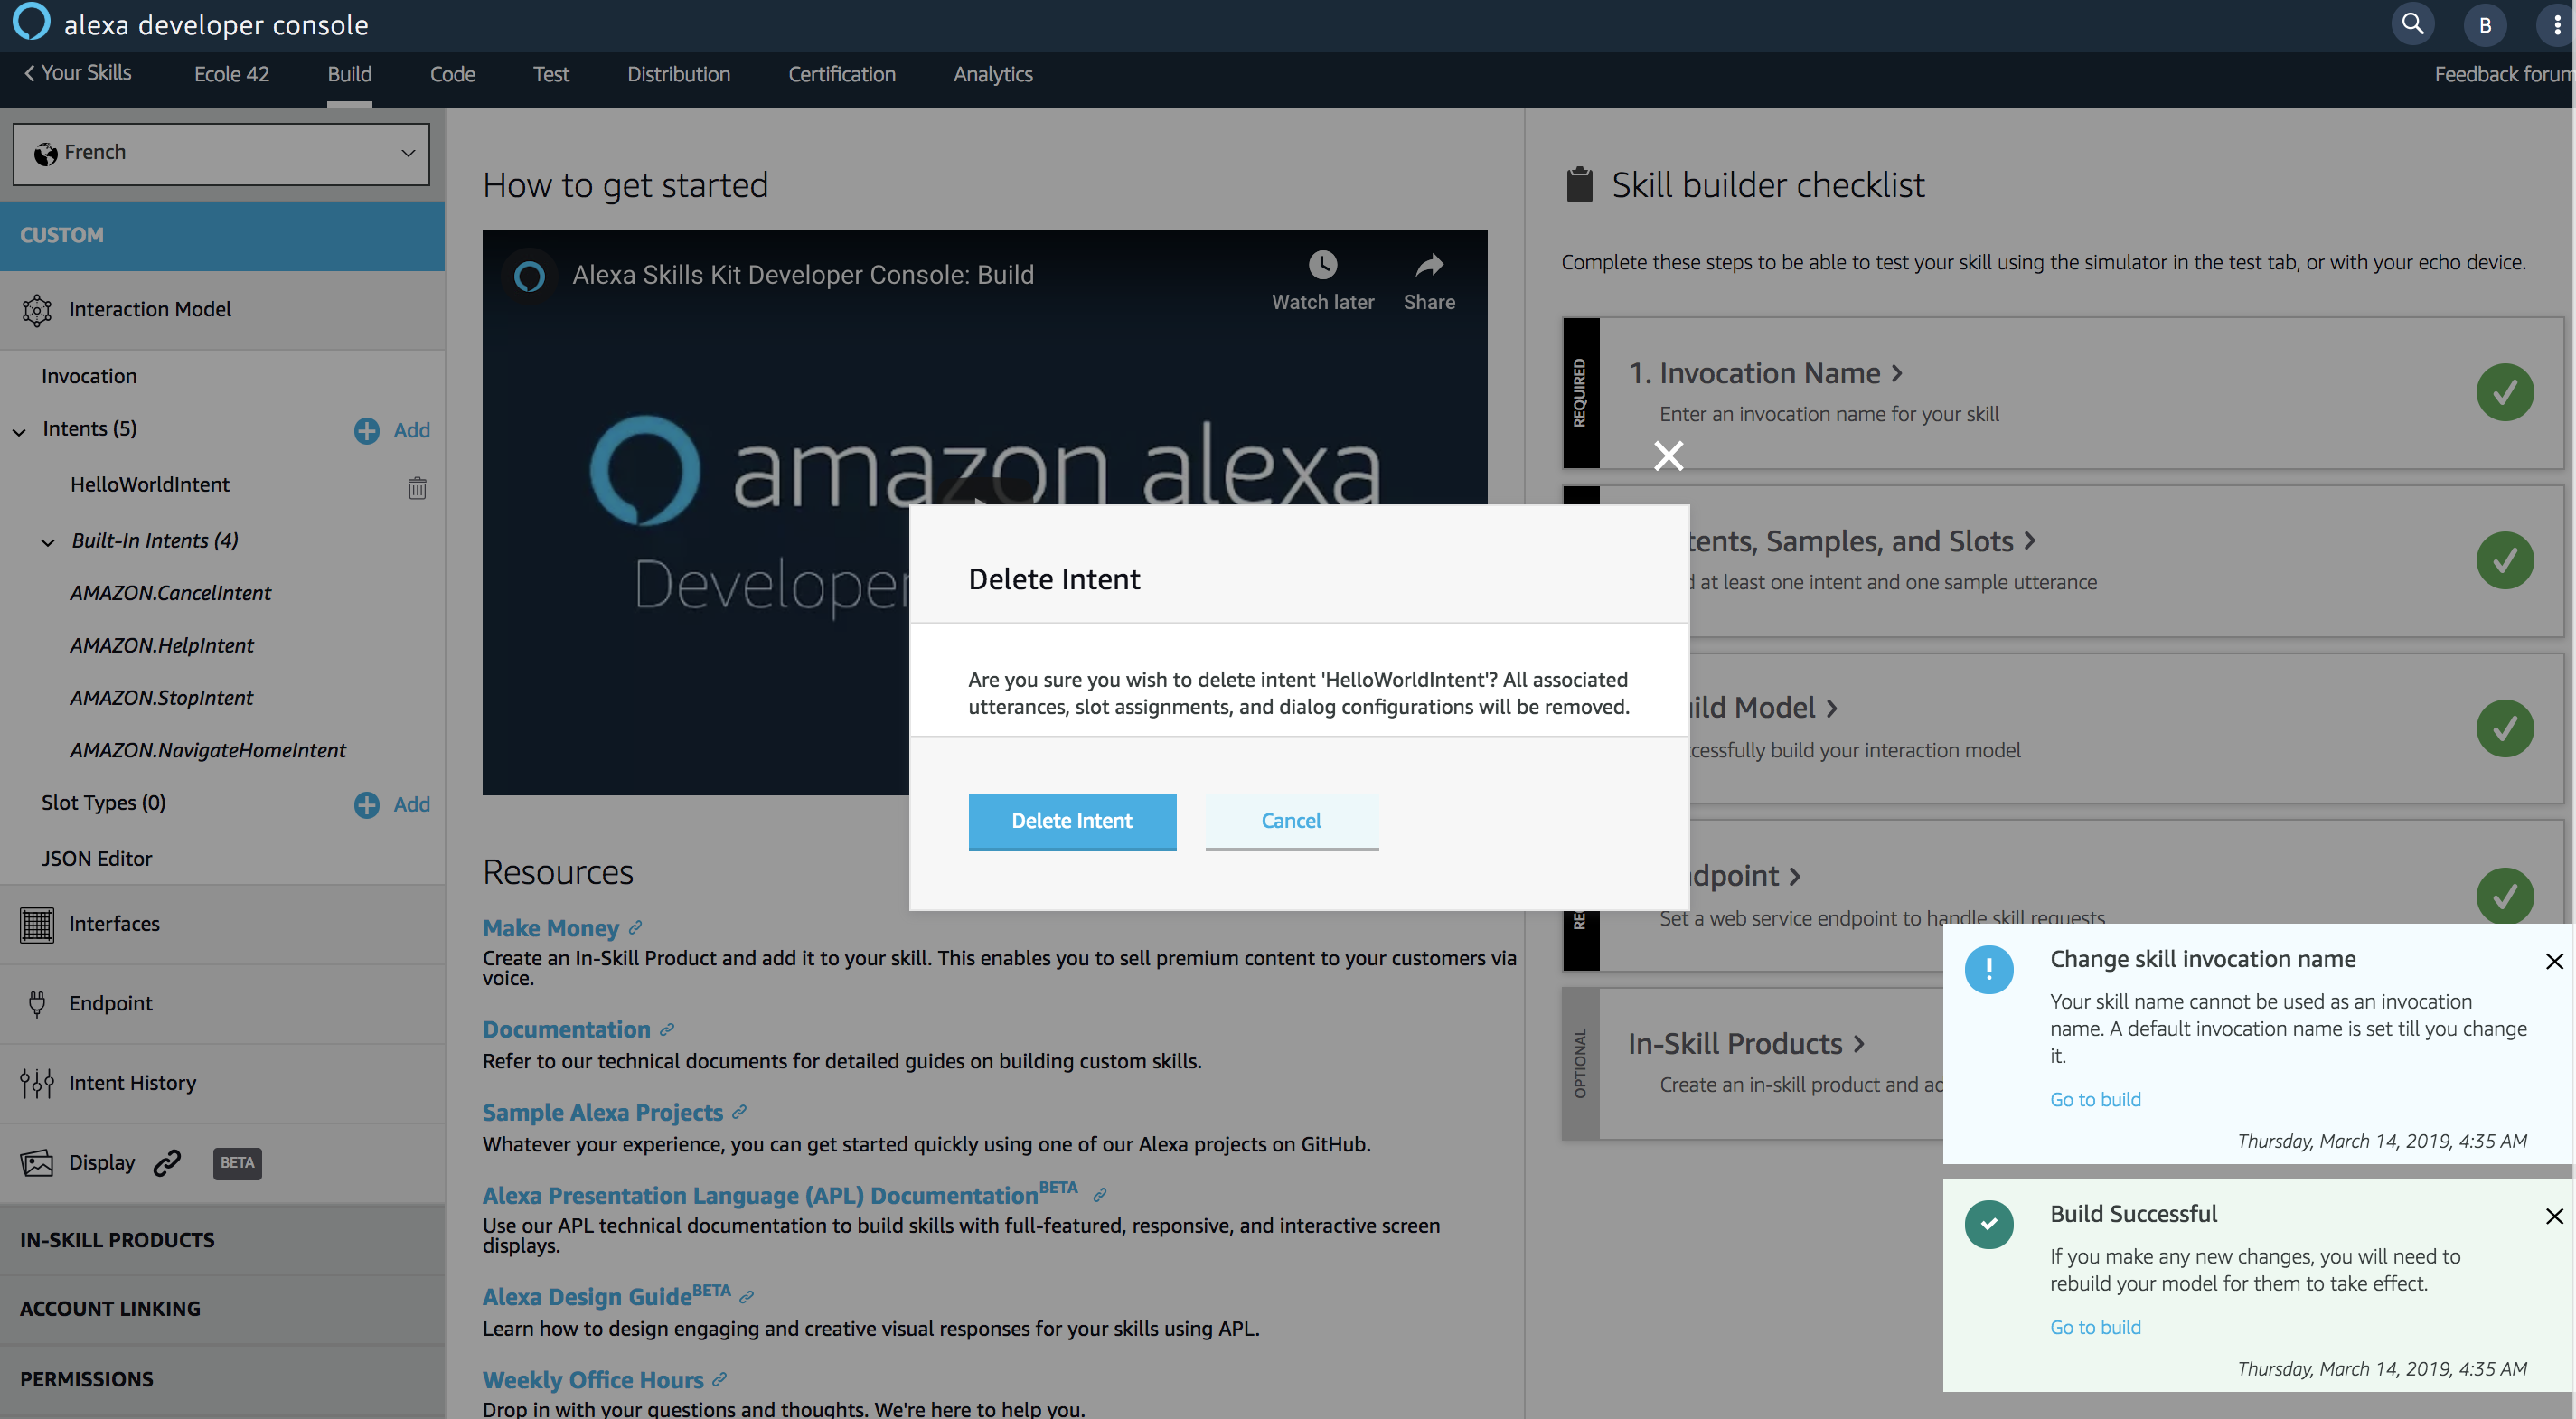 alexa developer console
B
Your Skills
Ecole 42
Build
Code
Test
Distribution
Certification
Analytics
Feedback forum
French
CUSTOM
Interaction Model
Invocation
Intents (5)
Add
HelloWorldIntent
Built-In Intents (4)
AMAZON.CancelIntent
AMAZON.HelpIntent
AMAZON.StopIntent
AMAZON.NavigateHomeIntent
Slot Types (0)
Add
JSON Editor
Interfaces
Endpoint
Intent History
Display
BETA
IN-SKILL PRODUCTS
ACCOUNT LINKING
PERMISSIONS
How to get started
Alexa Skills Kit Developer Console: Build
Watch later
Share
amazon alexa
Developer
Resources
Make Money
Create an In-Skill Product and add it to your skill. This enables you to sell premium content to your customers via
voice.
Documentation
Refer to our technical documents for detailed guides on building custom skills.
Sample Alexa Projects
Whatever your experience, you can get started quickly using one of our Alexa projects on GitHub.
Alexa Presentation Language (APL) Documentation BETA
Use our APL technical documentation to build skills with full-featured, responsive, and interactive screen
displays.
Alexa Design Guide BETA
Learn how to design engaging and creative visual responses for your skills using APL.
Weekly Office Hours
Drop in with your questions and thoughts. We're here to help you.
Delete Intent
Are you sure you wish to delete intent 'HelloWorldIntent'? All associated
utterances, slot assignments, and dialog configurations will be removed.
Delete Intent
Cancel
Skill builder checklist
Complete these steps to be able to test your skill using the simulator in the test tab, or with your echo device.
REQUIRED
1. Invocation Name >
Enter an invocation name for your skill
tents, Samples, and Slots >
at least one intent and one sample utterance
ild Model >
cessfully build your interaction model
RE
dpoint >
Set a web service endpoint to handle skill requests
OPTIONAL
In-Skill Products >
Create an in-skill product and
Change skill invocation name
Your skill name cannot be used as an invocation
name. A default invocation name is set till you change
it.
Go to build
Thursday, March 14, 2019, 4:35 AM
Build Successful
If you make any new changes, you will need to
rebuild your model for them to take effect.
Go to build
Thursday, March 14, 2019, 4:35 AM